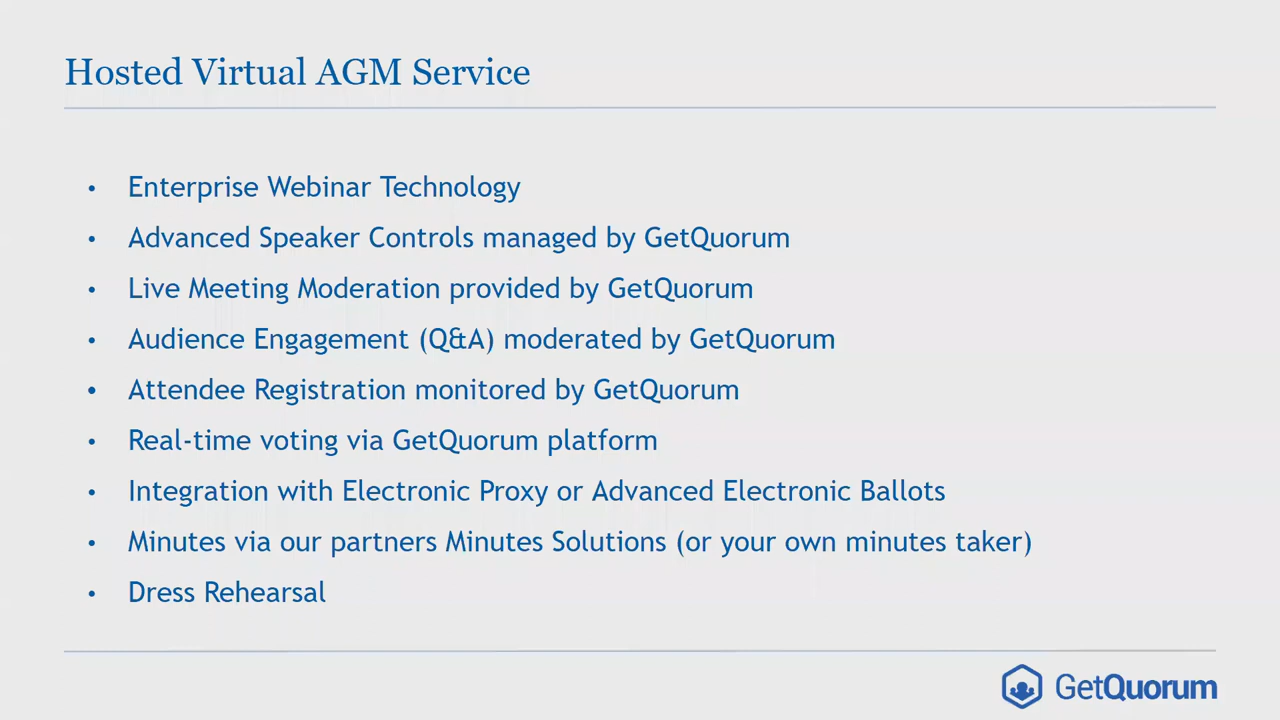 Hosted Virtual AGM Service
• Enterprise Webinar Technology
• Advanced Speaker Controls managed by GetQuorum
• Live Meeting Moderation provided by GetQuorum
• Audience Engagement (Q&A) moderated by GetQuorum
• Attendee Registration monitored by GetQuorum
• Real-time voting via GetQuorum platform
• Integration with Electronic Proxy or Advanced Electronic Ballots
• Minutes via our partners Minutes Solutions (or your own minutes taker)
• Dress Rehearsal
GetQuorum